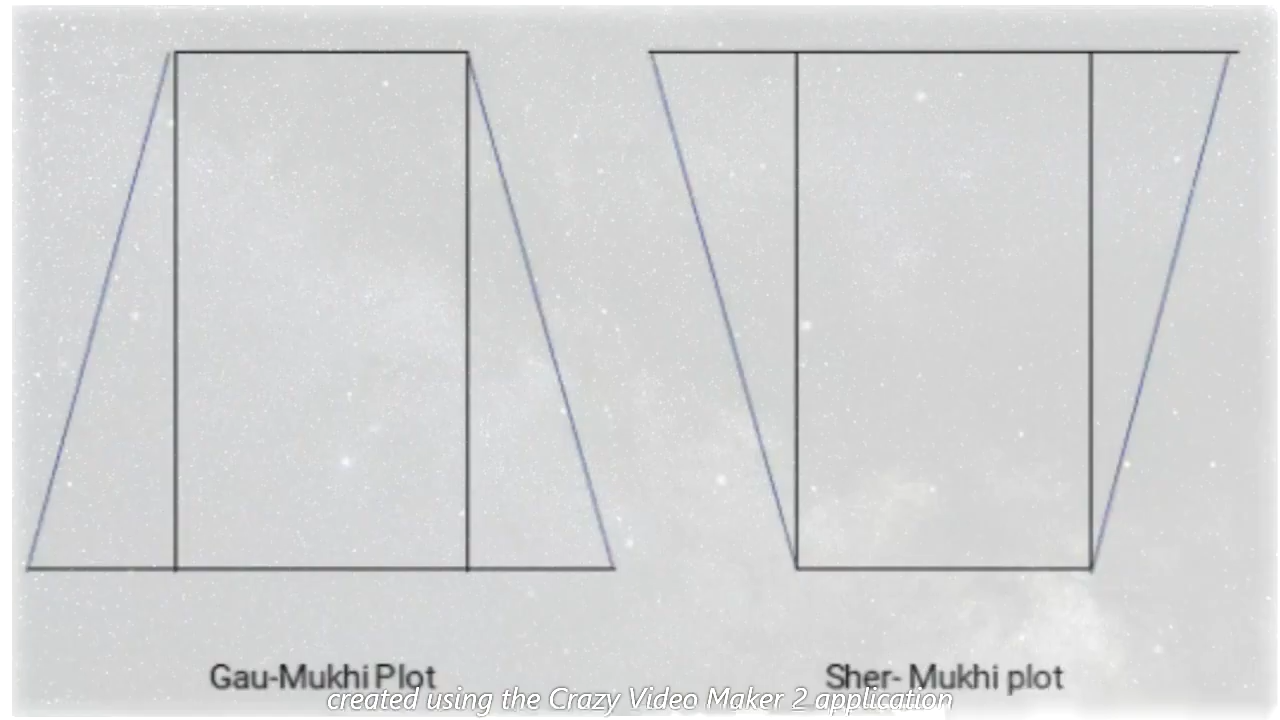 Gau-Mukhi Plot
Sher- Mukhi plot
created using the Crazy Video Maker 2 application